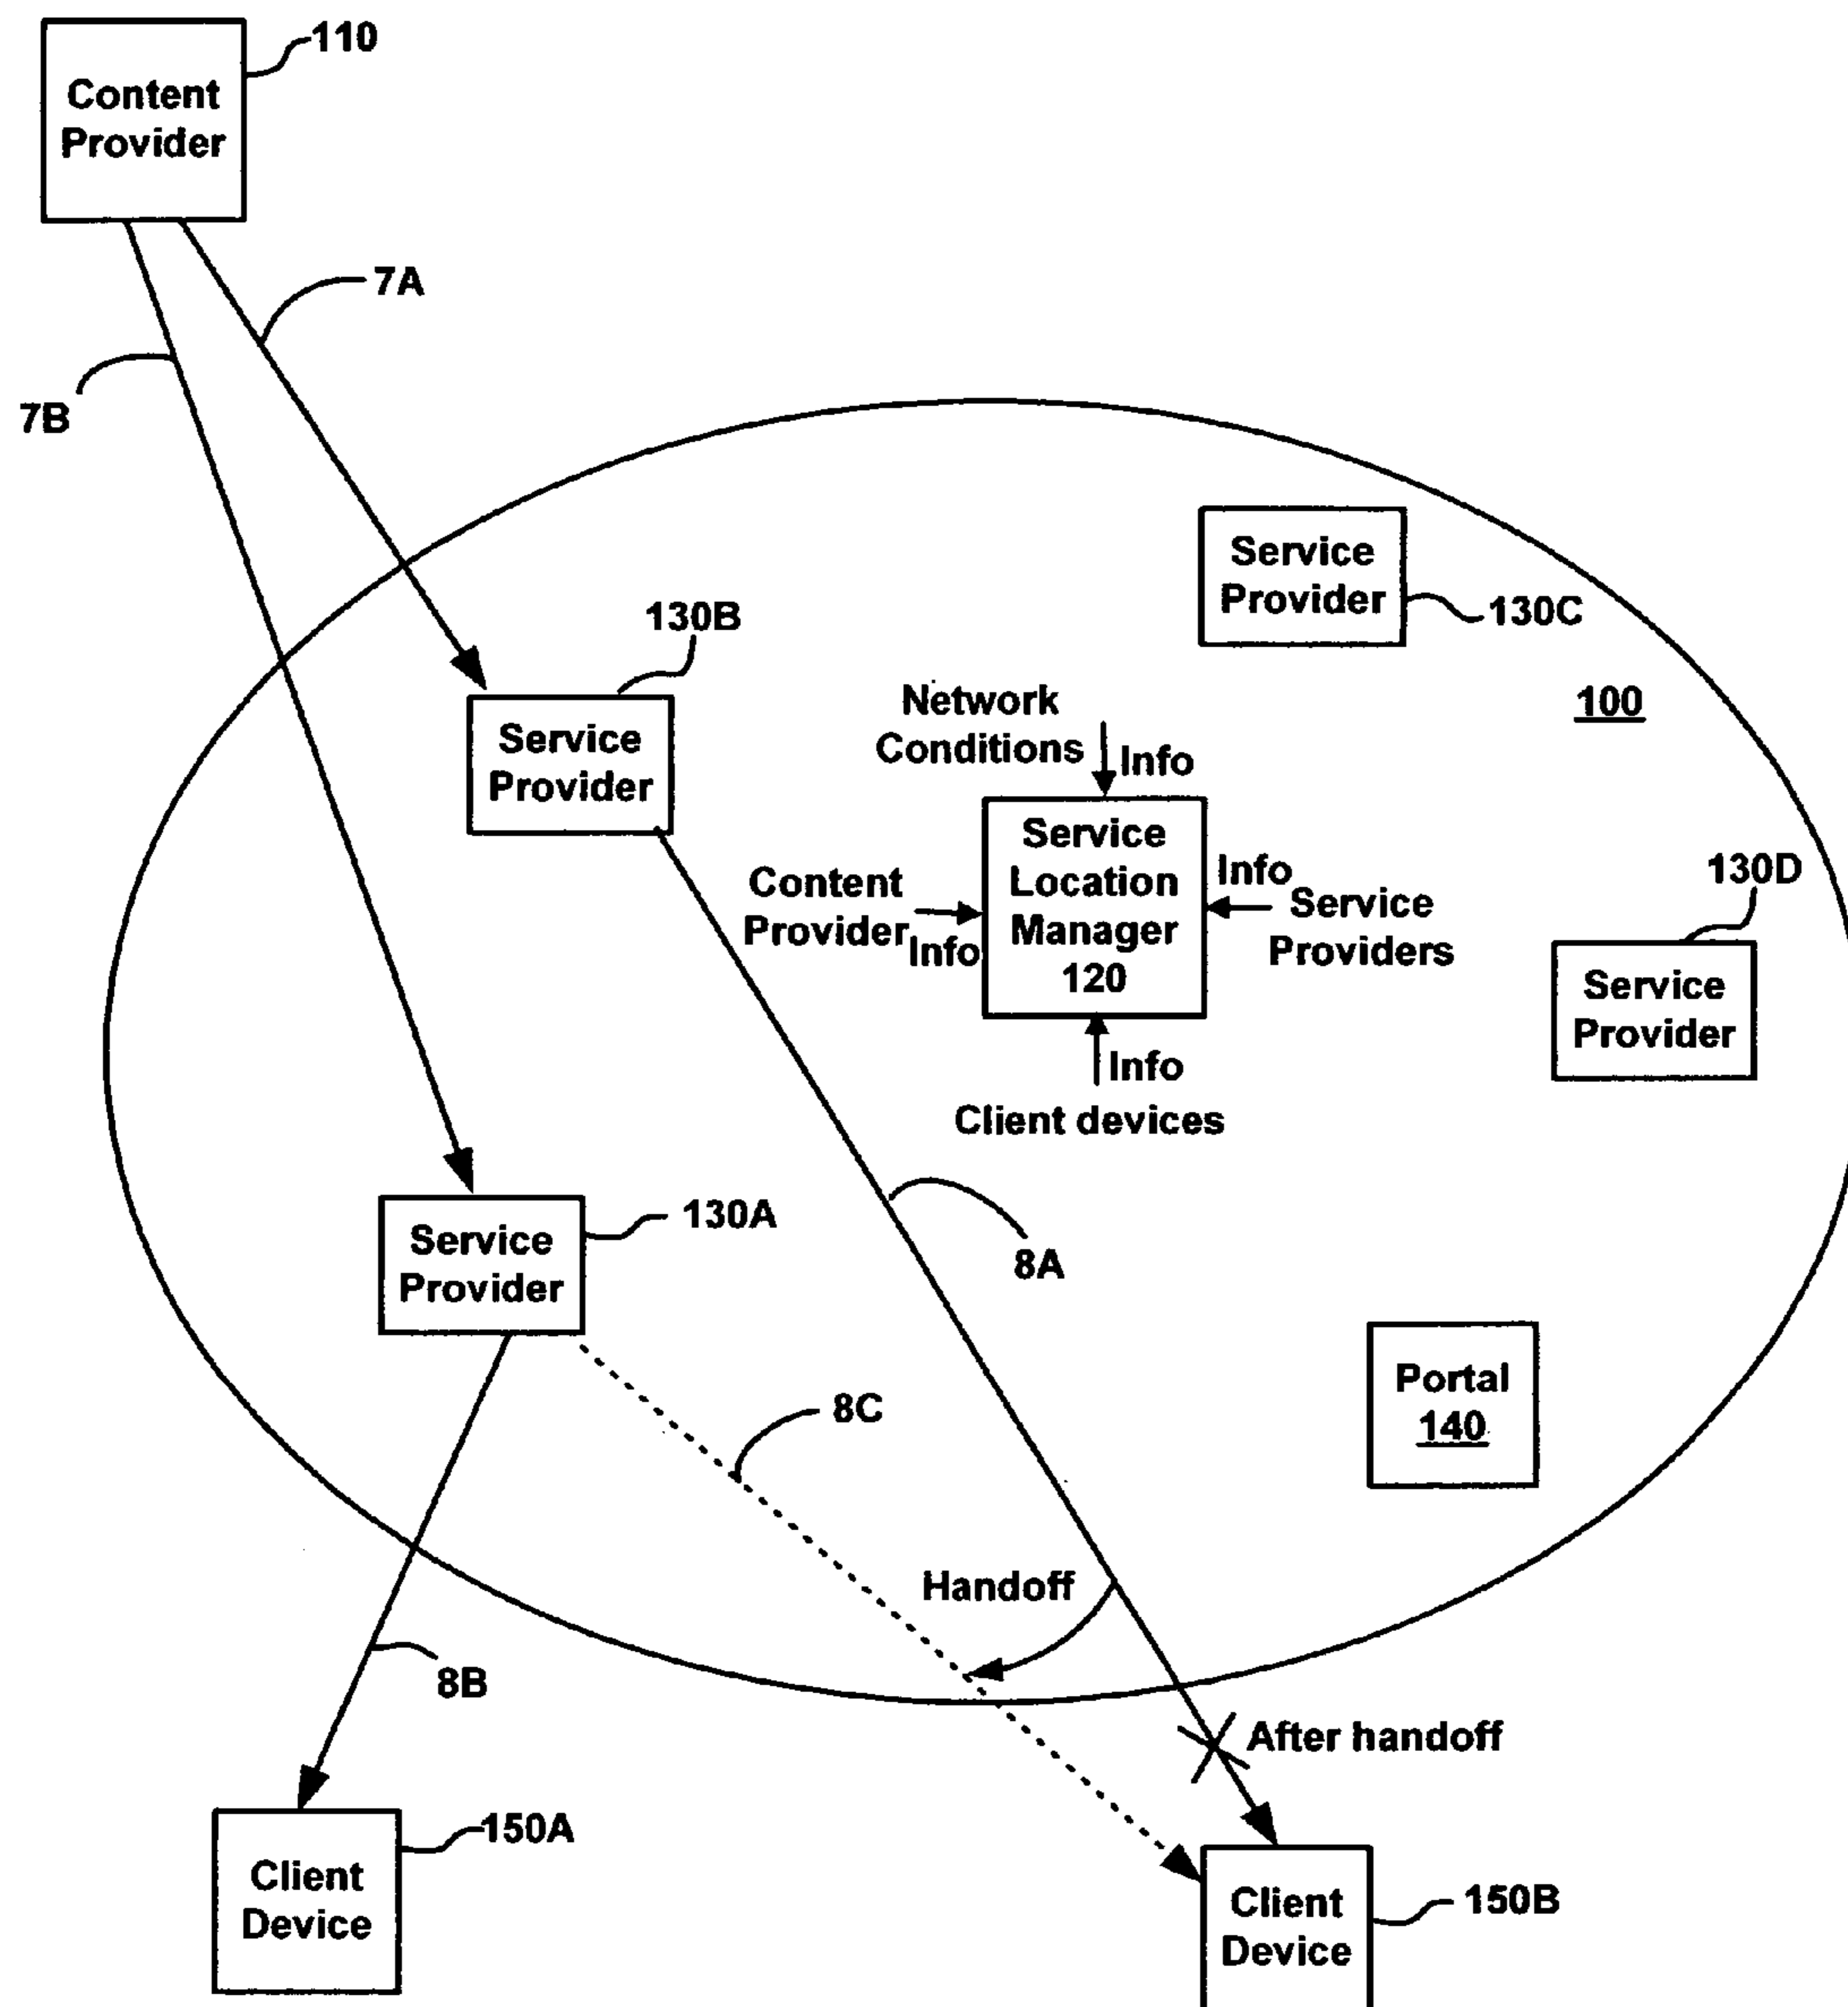 110
Content
Provider
7A
7B
Service
Provider
130C
130B
100
Service
Provider
Network
Conditions
Info
Service
Location
Manager
120
Content
Provider
Info
Info
Service
Providers
130D
Service
Provider
Info
Client devices
130A
Service
Provider
8A
8C
Portal
140
Handoff
8B
After handoff
150A
Client
Device
150B
Client
Device